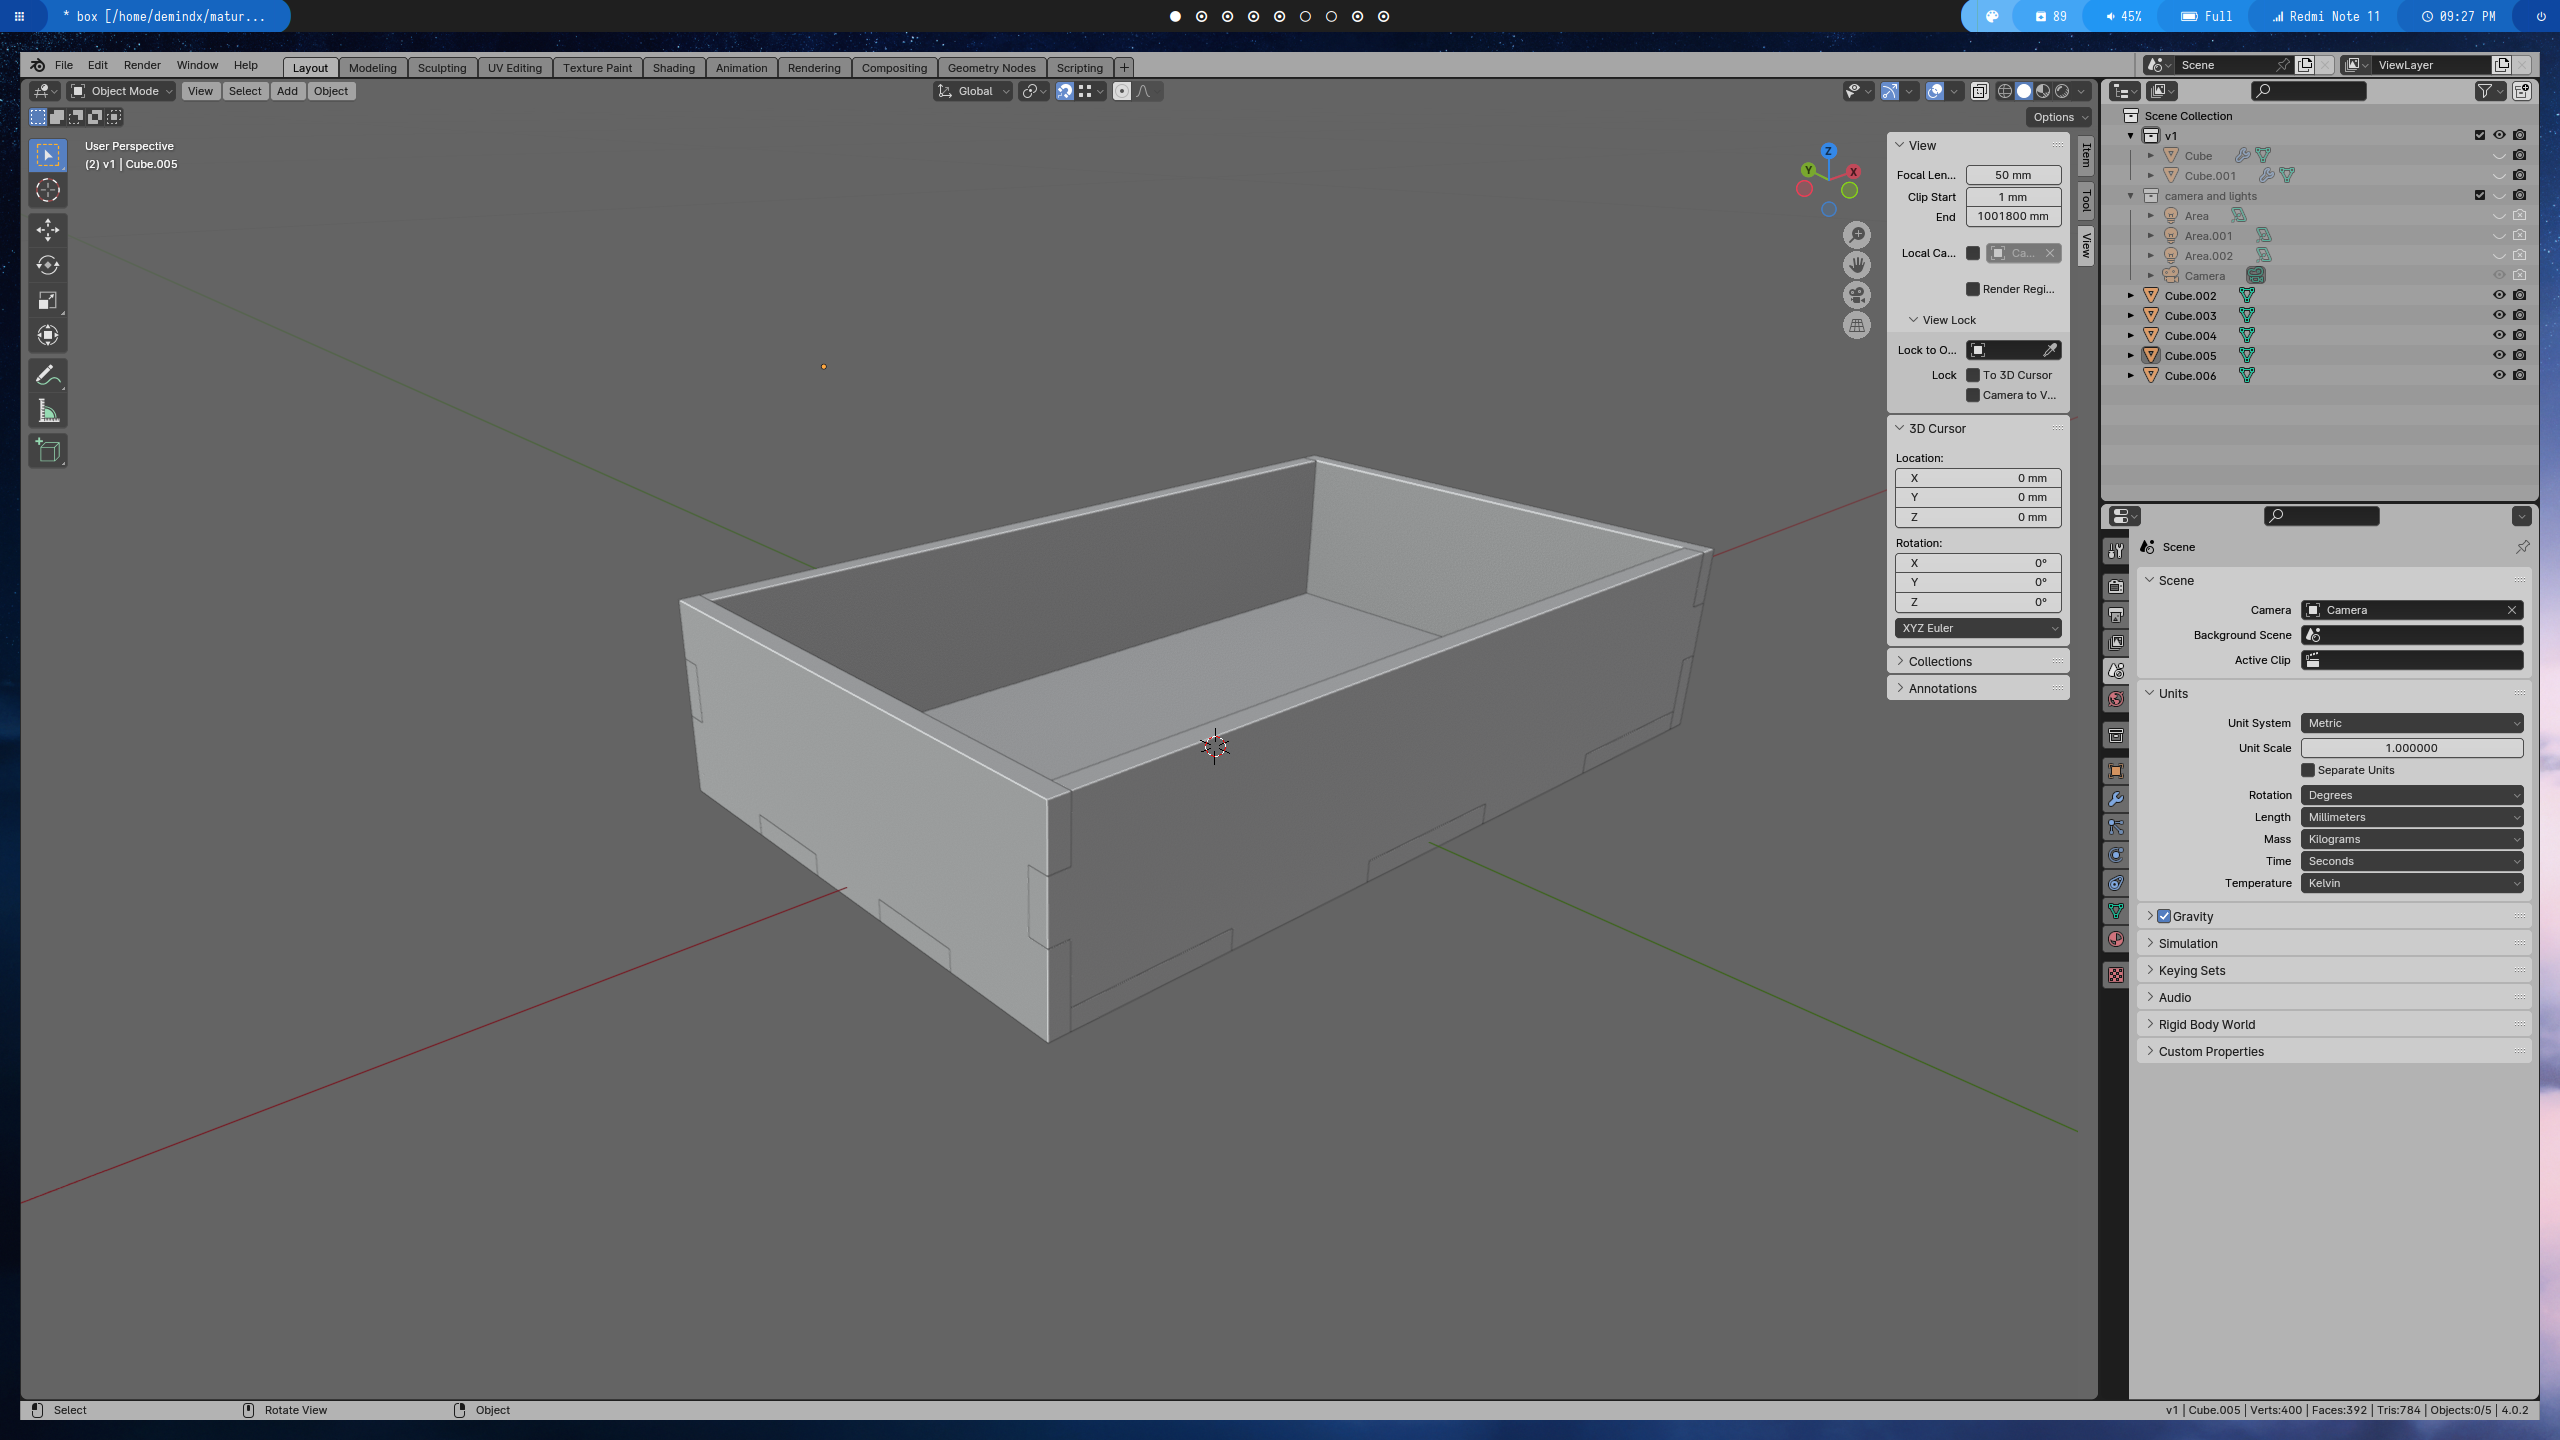 * box [/home/demindx/matur...
89
45%
Full
Redmi Note 11
09:27 PM
File Edit Render Window Help
Layout Modeling Sculpting UV Editing Texture Paint Shading Animation Rendering Compositing Geometry Nodes Scripting +
Scene
ViewLayer
Object Mode View Select Add Object
Global
Options
User Perspective
(2) v1 | Cube.005
Z
Y
X
View
Focal Len... 50 mm
Clip Start 1 mm
End 1001800 mm
Local Ca... Ca...
Render Regi...
View Lock
Lock to O...
Lock To 3D Cursor
Camera to V...
3D Cursor
Location:
X 0 mm
Y 0 mm
Z 0 mm
Rotation:
X 0°
Y 0°
Z 0°
XYZ Euler
Collections
Annotations
Item
Tool
View
Scene Collection
v1
Cube
Cube.001
camera and lights
Area
Area.001
Area.002
Camera
Cube.002
Cube.003
Cube.004
Cube.005
Cube.006
Scene
Scene
Camera Camera
Background Scene
Active Clip
Units
Unit System Metric
Unit Scale 1.000000
Separate Units
Rotation Degrees
Length Millimeters
Mass Kilograms
Time Seconds
Temperature Kelvin
Gravity
Simulation
Keying Sets
Audio
Rigid Body World
Custom Properties
Select
Rotate View
Object
v1 | Cube.005 | Verts:400 | Faces:392 | Tris:784 | Objects:0/5 | 4.0.2